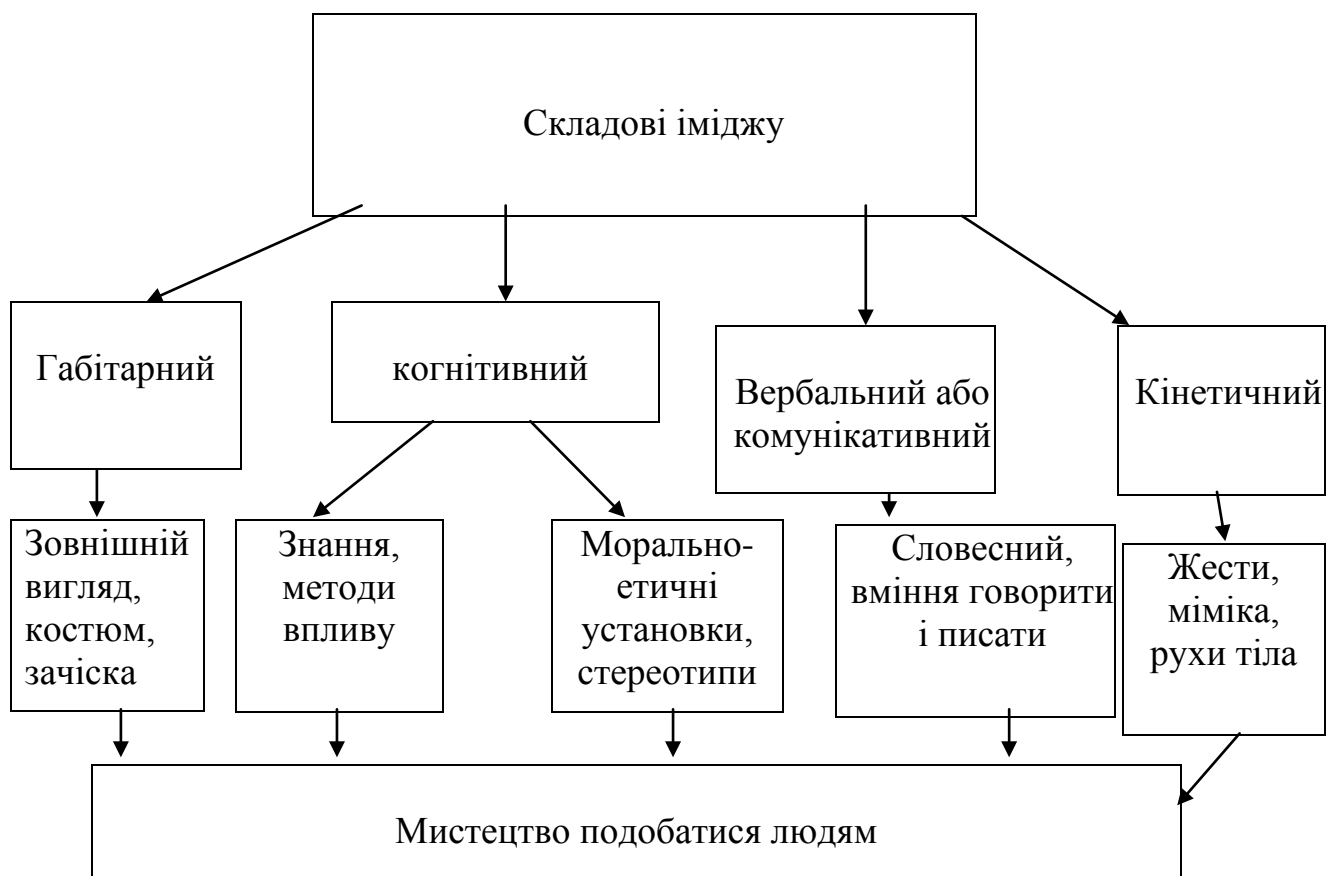 Складові іміджу
Габітарний
когнітивний
Вербальний або
комунікативний
Кінетичний
Зовнішній
вигляд,
костюм,
зачіска
Знання,
методи
впливу
Морально-
етичні
установки,
стереотипи
Словесний,
вміння говорити
і писати
Жести,
міміка,
рухи тіла
Мистецтво подобатися людям